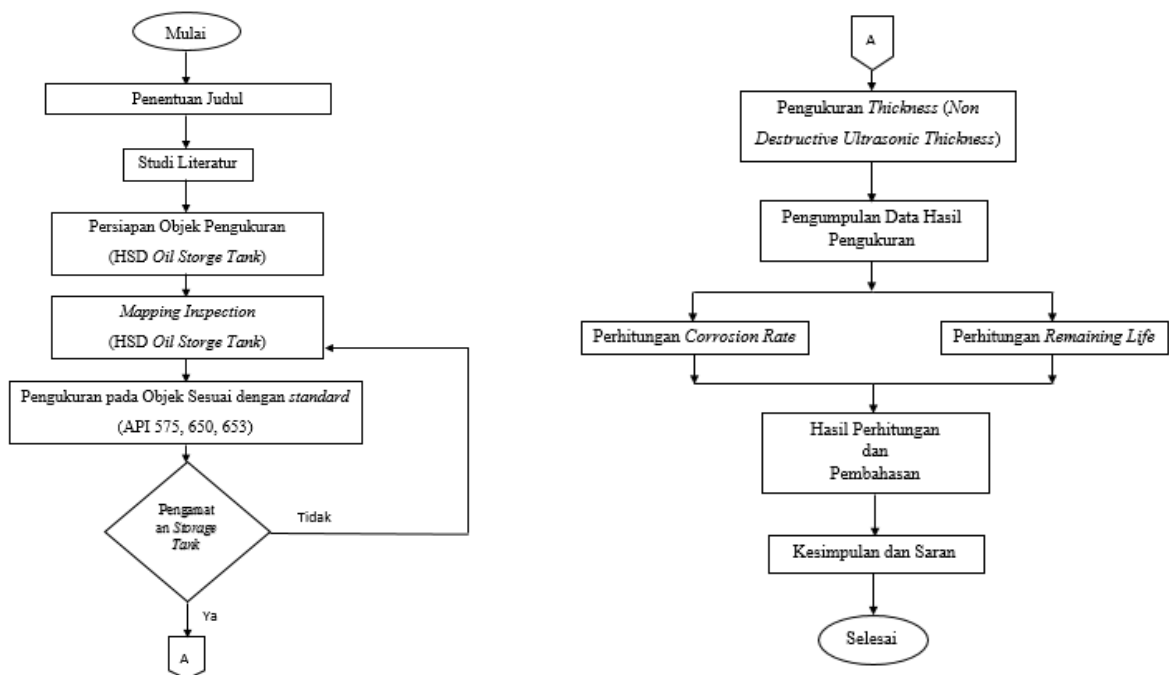 Mulai
Penentuan Judul
Studi Literatur
Persiapan Objek Pengukuran
(HSD Oil Storge Tank)
Mapping Inspection
(HSD Oil Storge Tank)
Pengukuran pada Objek Sesuai dengan standard
(API 575, 650, 653)
Pengamat
an Storage
Tank
Tidak
Ya
A
A
Pengukuran Thickness (Non
Destructive Ultrasonic Thickness)
Pengumpulan Data Hasil
Pengukuran
Perhitungan Corrosion Rate
Perhitungan Remaining Life
Hasil Perhitungan
dan
Pembahasan
Kesimpulan dan Saran
Selesai